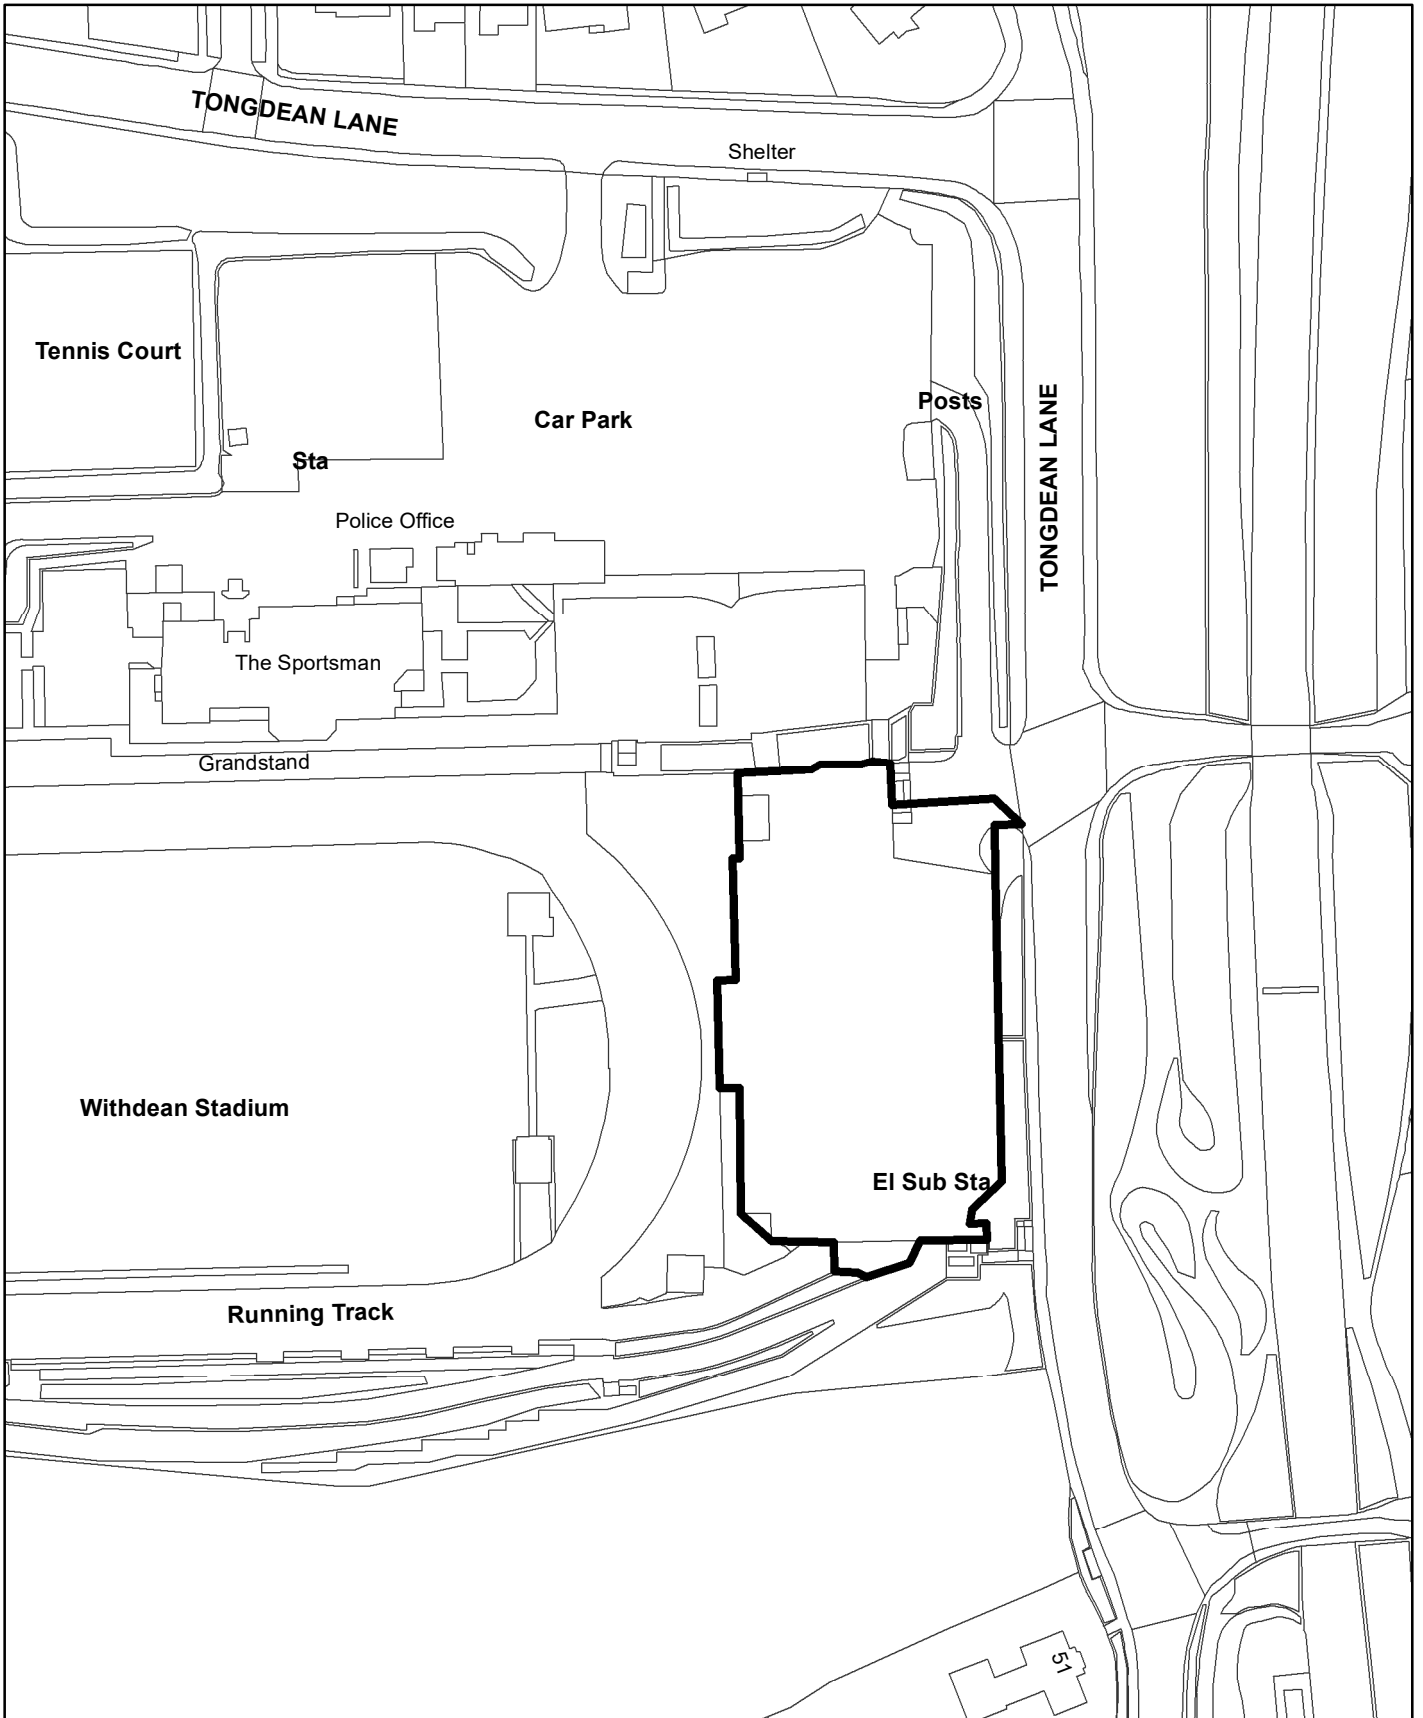 TONGDEAN LANE
Shelter
Tennis Court
Car Park
Posts
TONGDEAN LANE
Sta
Police Office
The Sportsman
Grandstand
Withdean Stadium
El Sub Sta
Running Track
51